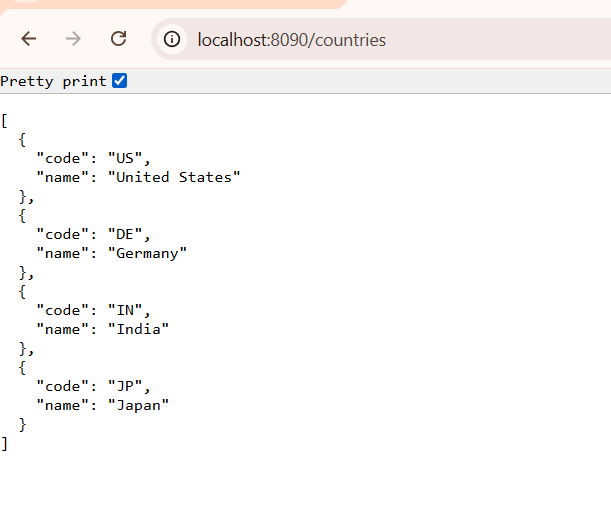 localhost:8090/countries
Pretty print
[
  {
    "code": "US",
    "name": "United States"
  },
  {
    "code": "DE",
    "name": "Germany"
  },
  {
    "code": "IN",
    "name": "India"
  },
  {
    "code": "JP",
    "name": "Japan"
  }
]